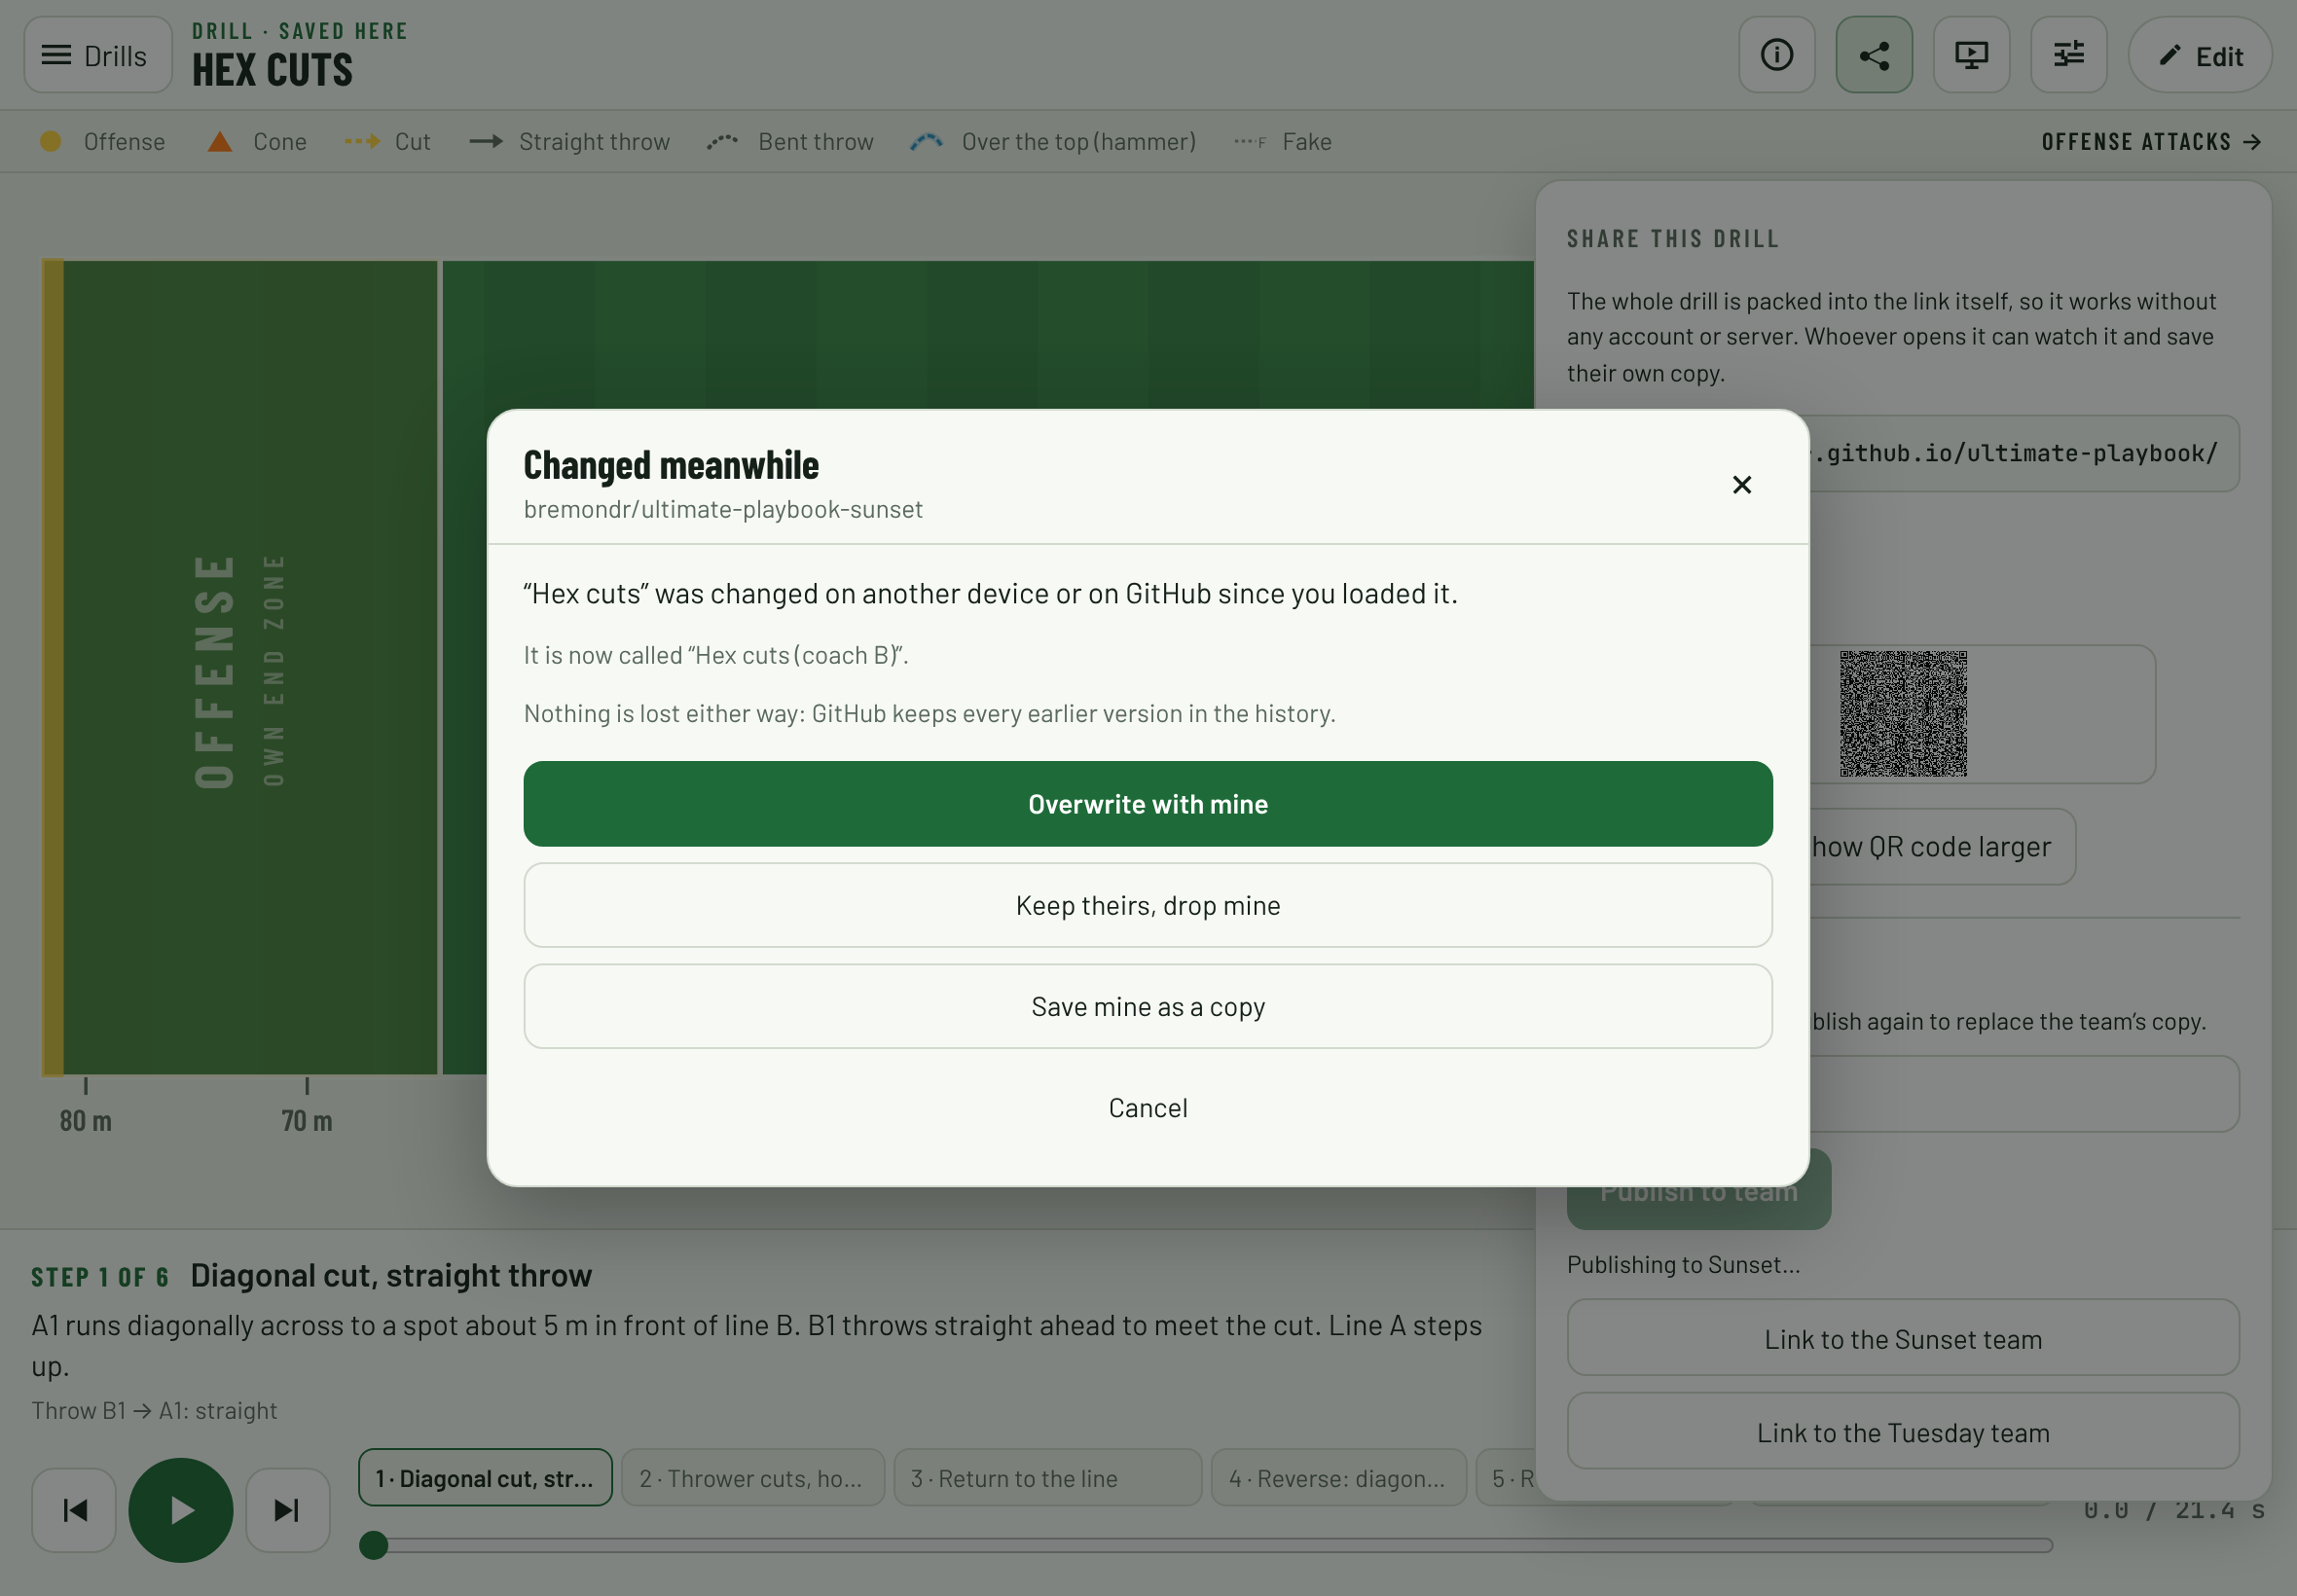 Drills
DRILL · SAVED HERE
HEX CUTS
Edit
Offense
Cone
Cut
Straight throw
Bent throw
Over the top (hammer)
F
Fake
OFFENSE ATTACKS →
OFFENSE
OWN END ZONE
80 m
70 m
SHARE THIS DRILL
The whole drill is packed into the link itself, so it works without
any account or server. Whoever opens it can watch it and save
their own copy.
.github.io/ultimate-playbook/
how QR code larger
blish again to replace the team’s copy.
Publish to team
Publishing to Sunset…
Link to the Sunset team
Link to the Tuesday team
Changed meanwhile
bremondr/ultimate-playbook-sunset
“Hex cuts” was changed on another device or on GitHub since you loaded it.
It is now called “Hex cuts (coach B)”.
Nothing is lost either way: GitHub keeps every earlier version in the history.
Overwrite with mine
Keep theirs, drop mine
Save mine as a copy
Cancel
STEP 1 OF 6 Diagonal cut, straight throw
A1 runs diagonally across to a spot about 5 m in front of line B. B1 throws straight ahead to meet the cut. Line A steps
up.
Throw B1 → A1: straight
1 · Diagonal cut, str…
2 · Thrower cuts, ho…
3 · Return to the line
4 · Reverse: diagon…
5 · R
0.0 / 21.4 s